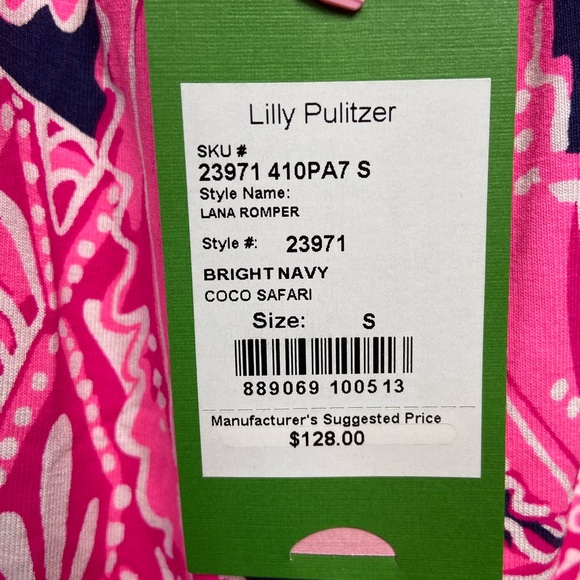 Lilly Pulitzer
SKU #
23971 410PA7 S
Style Name:
LANA ROMPER
Style #: 23971
BRIGHT NAVY
COCO SAFARI
Size: S
889069 100513
Manufacturer's Suggested Price
$128.00